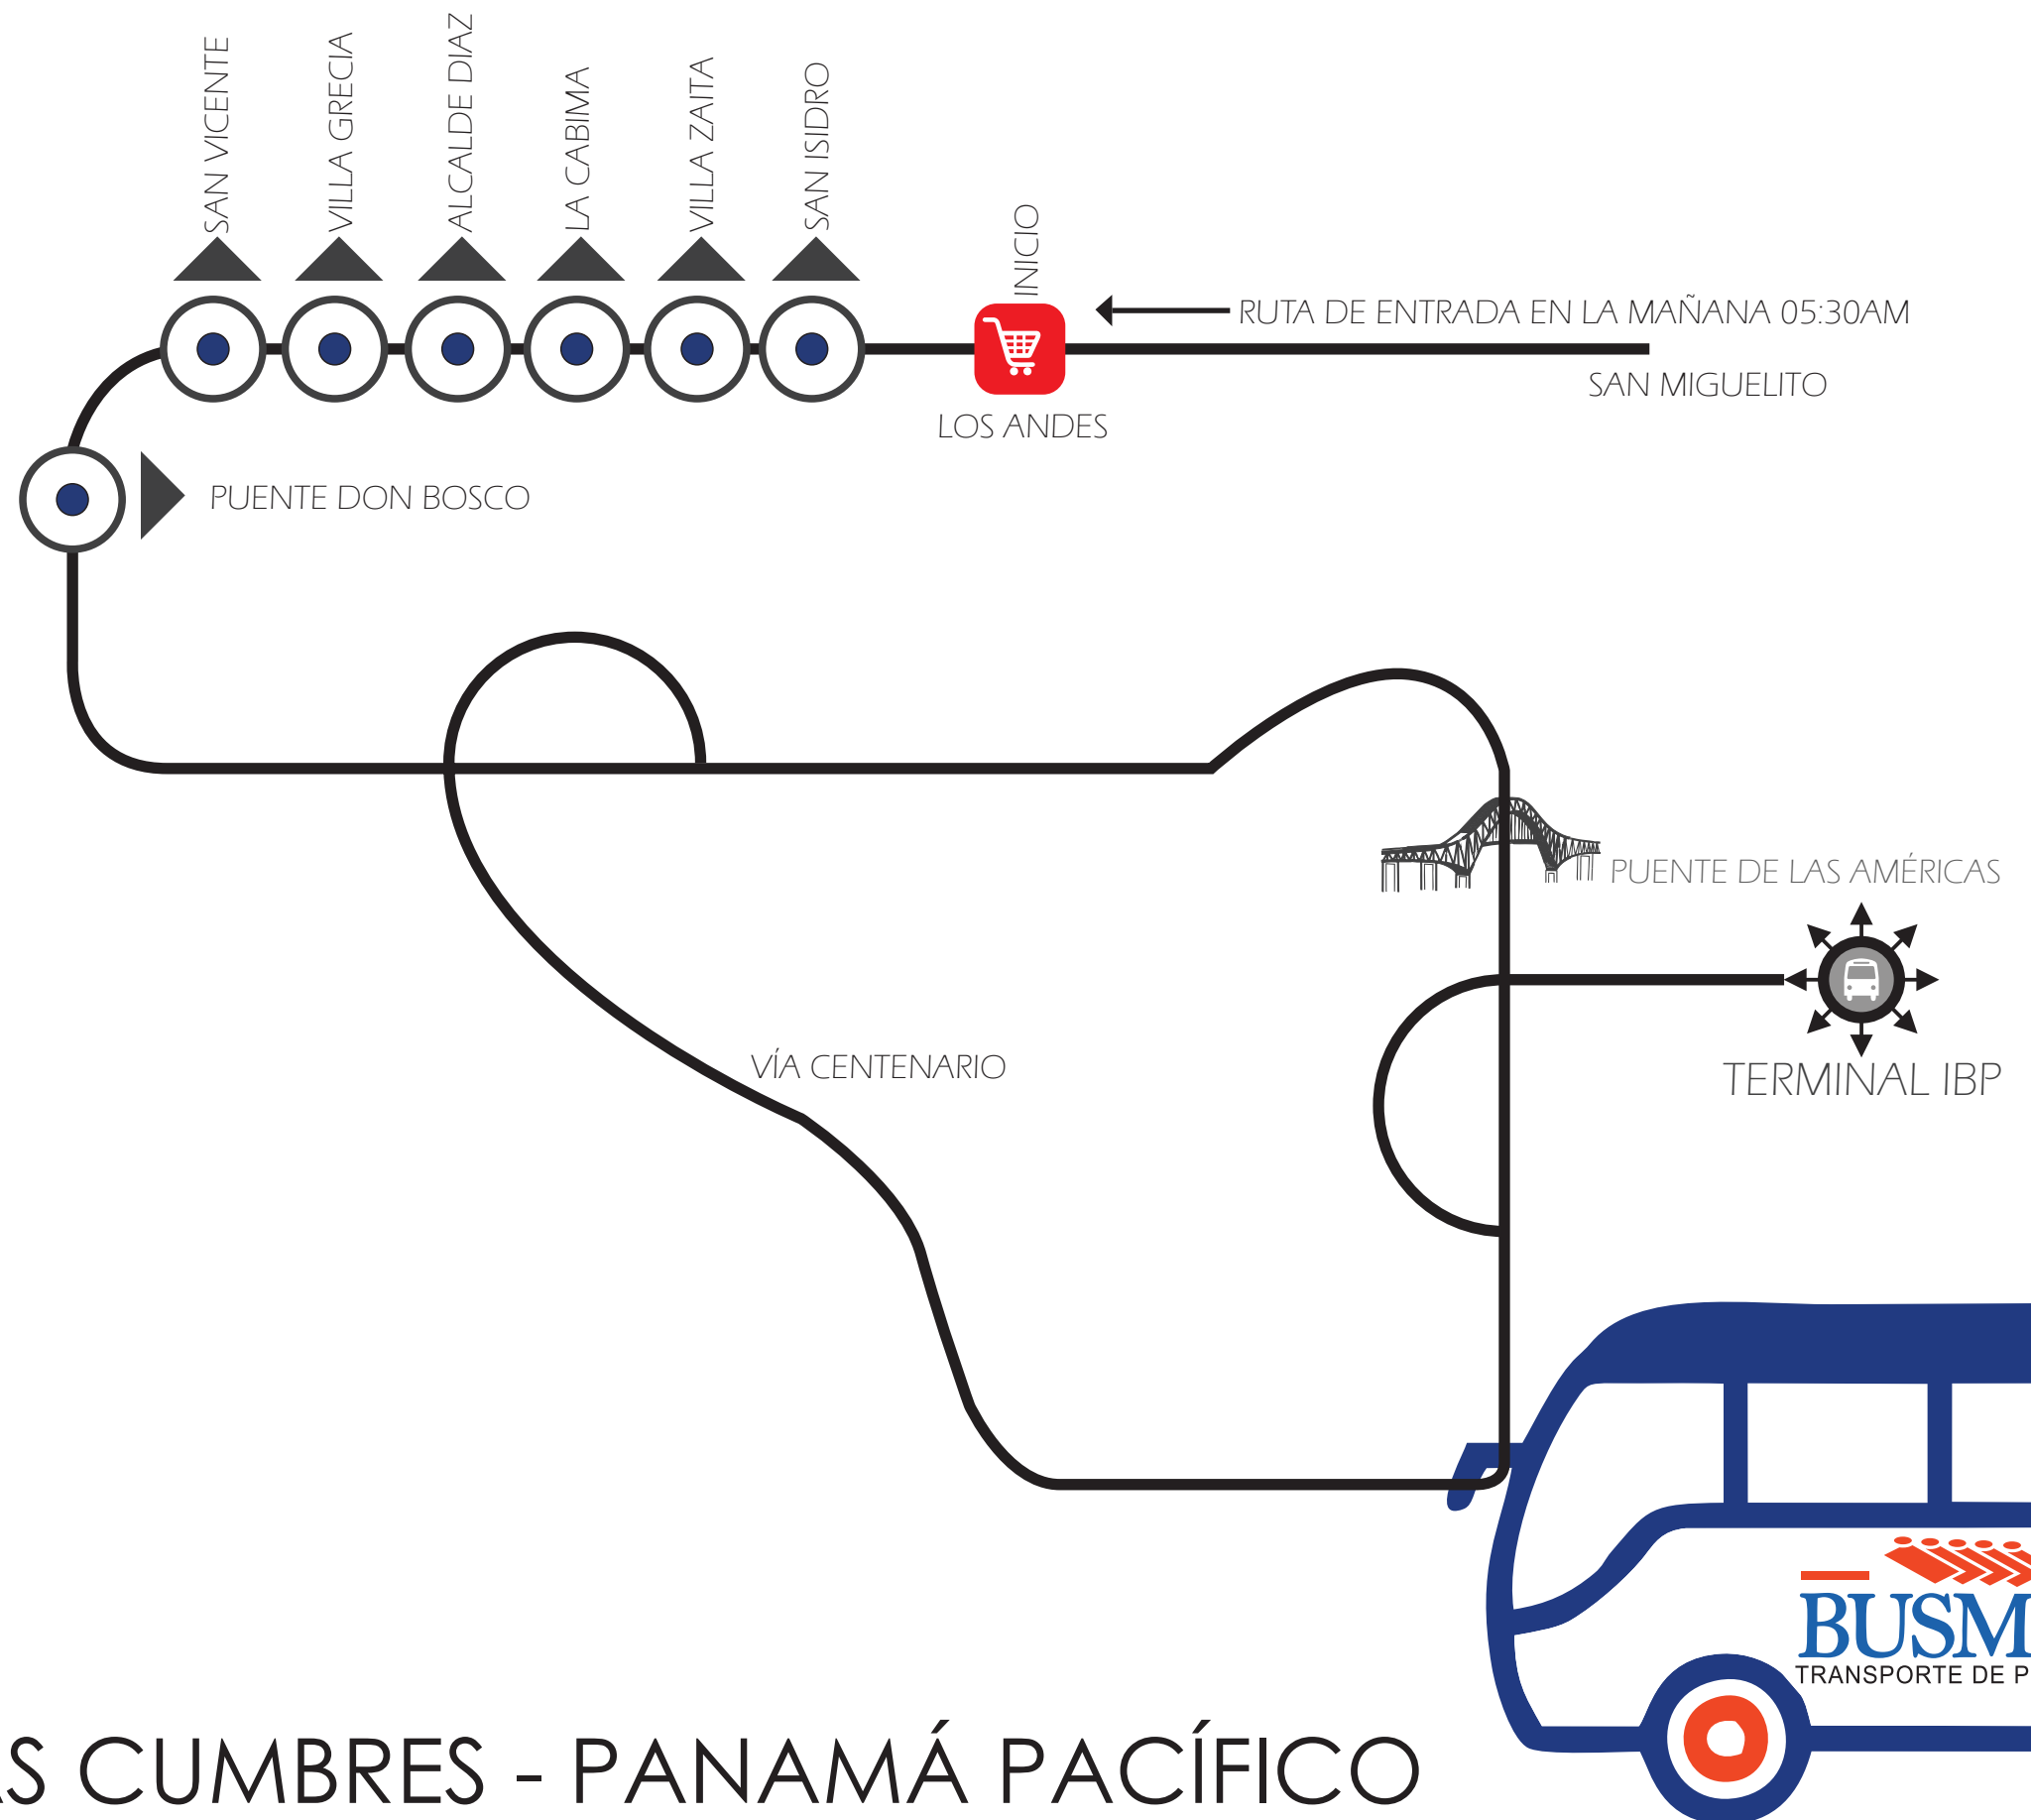 SAN VICENTE
VILLA GRECIA
ALCALDE DIAZ
LA CABIMA
VILLA ZAITA
SAN ISIDRO
INICIO
RUTA DE ENTRADA EN LA MAÑANA 05:30AM
SAN MIGUELITO
LOS ANDES
PUENTE DON BOSCO
PUENTE DE LAS AMÉRICAS
VÍA CENTENARIO
TERMINAL IBP
BUSM
TRANSPORTE DE P
AS CUMBRES - PANAMÁ PACÍFICO